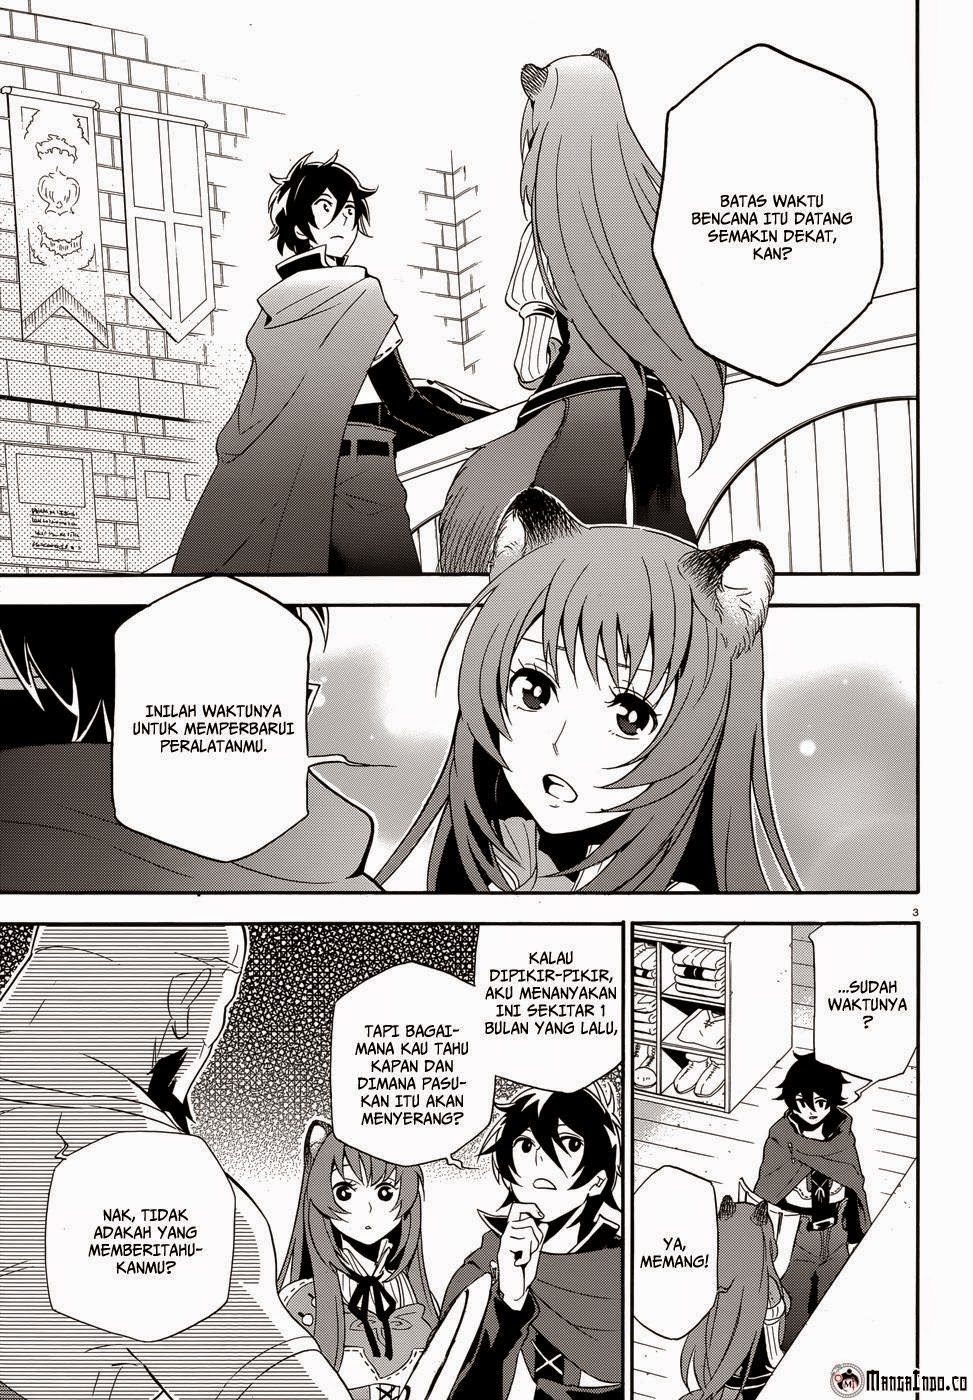 BATAS WAKTU
BENCANA ITU DATANG
SEMAKIN DEKAT,
KAN?
INILAH WAKTUNYA
UNTUK MEMPERBARUI
PERALATANMU.
3
...SUDAH
WAKTUNYA
?
YA,
MEMANG!
KALAU
DIPIKIR-PIKIR,
AKU MENANYAKAN
INI SEKITAR 1
BULAN YANG LALU,
TAPI BAGAI-
MANA KAU TAHU
KAPAN DAN
DIMANA PASU-
KAN ITU AKAN
MENYERANG?
NAK, TIDAK
ADAKAH YANG
MEMBERITAHU-
KANMU?
MANGAINDO.CO